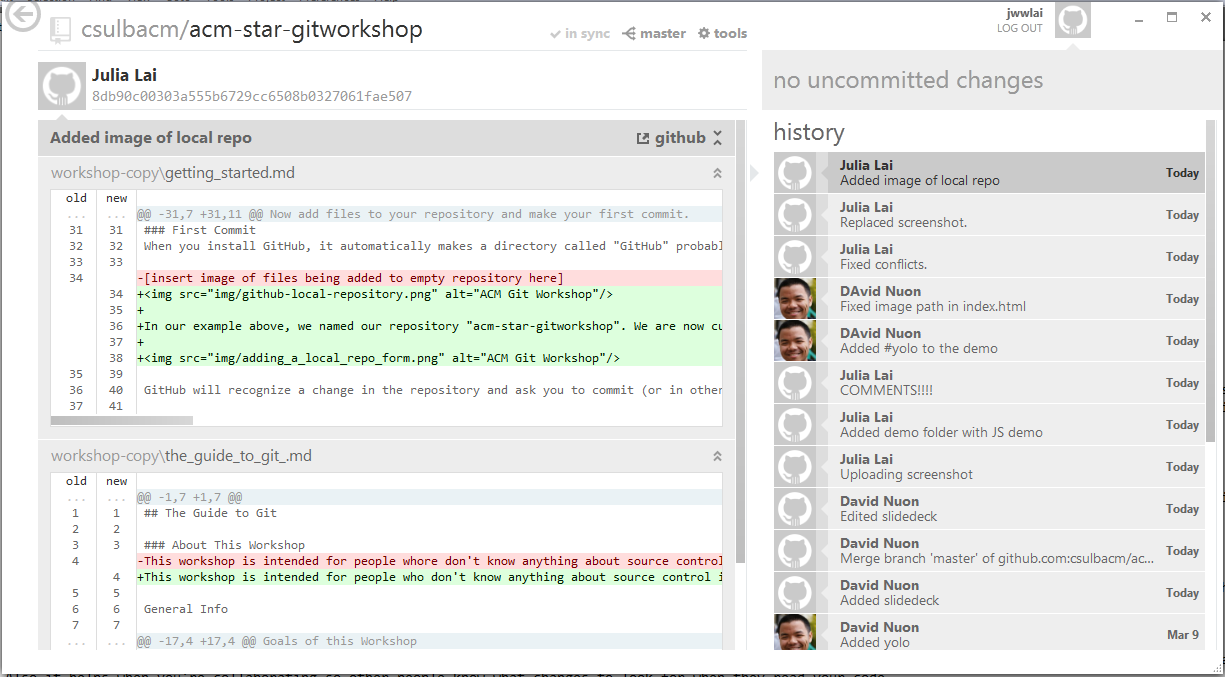 csulbacm/acm-star-gitworkshop
in sync master tools
jwwlai
LOG OUT
Julia Lai
8db90c00303a555b6729cc6508b0327061fae507
Added image of local repo github
workshop-copy\getting_started.md
old new
... ... @@ -31,7 +31,11 @@ Now add files to your repository and make your first commit.
31 31 ### First Commit
32 32 When you install GitHub, it automatically makes a directory called "GitHub" probabl
33 33
34 -[insert image of files being added to empty repository here]
34 +<img src="img/github-local-repository.png" alt="ACM Git Workshop"/>
35 +
36 +In our example above, we named our repository "acm-star-gitworkshop". We are now cu
37 +
38 +<img src="img/adding_a_local_repo_form.png" alt="ACM Git Workshop"/>
35 39
36 40 GitHub will recognize a change in the repository and ask you to commit (or in other
37 41
workshop-copy\the_guide_to_git_.md
old new
... ... @@ -1,7 +1,7 @@
1 1 ## The Guide to Git
2 2
3 3 ### About This Workshop
4 -This workshop is intended for people whore don't know anything about source control
4 +This workshop is intended for people who don't know anything about source control i
5 5
6 6 General Info
7 7
... ... @@ -17,4 +17,4 @@ Goals of this Workshop
no uncommitted changes
history
Julia Lai
Added image of local repo Today
Julia Lai
Replaced screenshot. Today
Julia Lai
Fixed conflicts. Today
DAvid Nuon
Fixed image path in index.html Today
DAvid Nuon
Added #yolo to the demo Today
Julia Lai
COMMENTS!!!! Today
Julia Lai
Added demo folder with JS demo Today
Julia Lai
Uploading screenshot Today
David Nuon
Edited slidedeck Today
David Nuon
Merge branch 'master' of github.com:csulbacm/ac... Today
David Nuon
Added slidedeck Today
David Nuon
Added yolo Mar 9